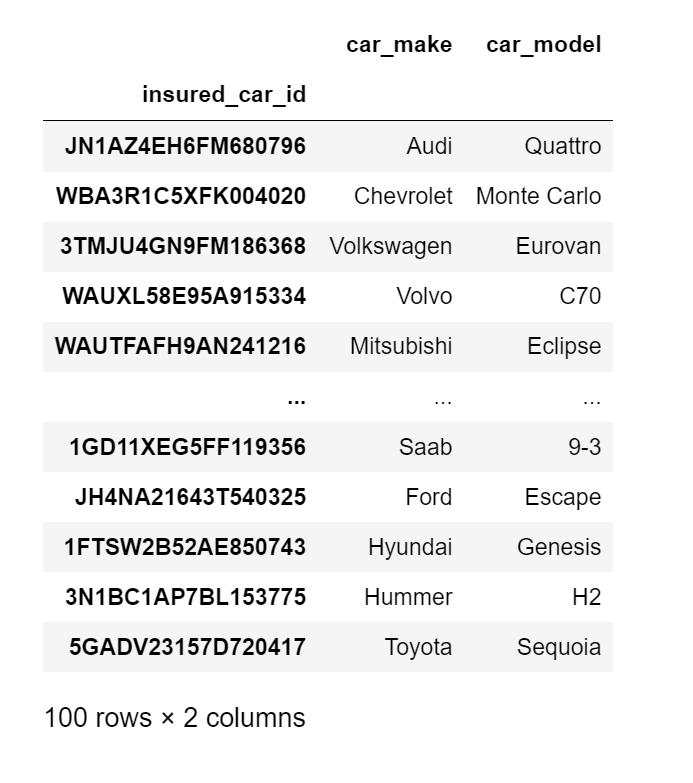 car_make car_model
insured_car_id
JN1AZ4EH6FM680796 Audi Quattro
WBA3R1C5XFK004020 Chevrolet Monte Carlo
3TMJU4GN9FM186368 Volkswagen Eurovan
WAUXL58E95A915334 Volvo C70
WAUTFAFH9AN241216 Mitsubishi Eclipse
... ... ...
1GD11XEG5FF119356 Saab 9-3
JH4NA21643T540325 Ford Escape
1FTSW2B52AE850743 Hyundai Genesis
3N1BC1AP7BL153775 Hummer H2
5GADV23157D720417 Toyota Sequoia
100 rows × 2 columns